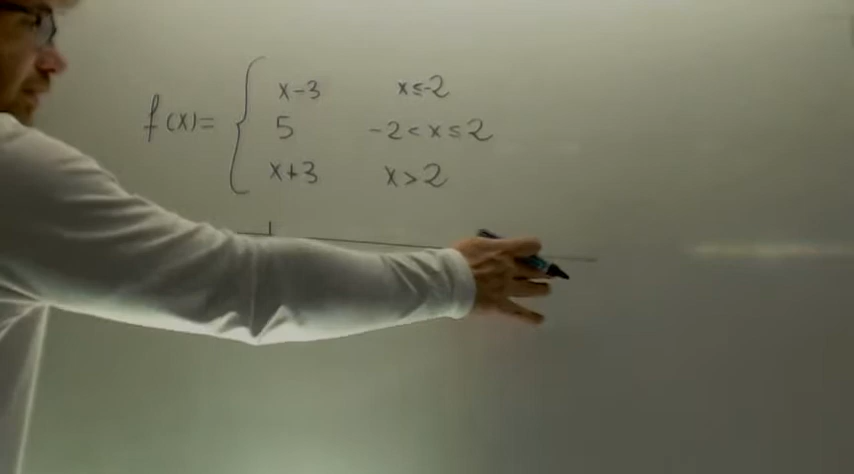 f(x)= { x-3 x≤-2
5 -2<x≤2
x+3 x>2